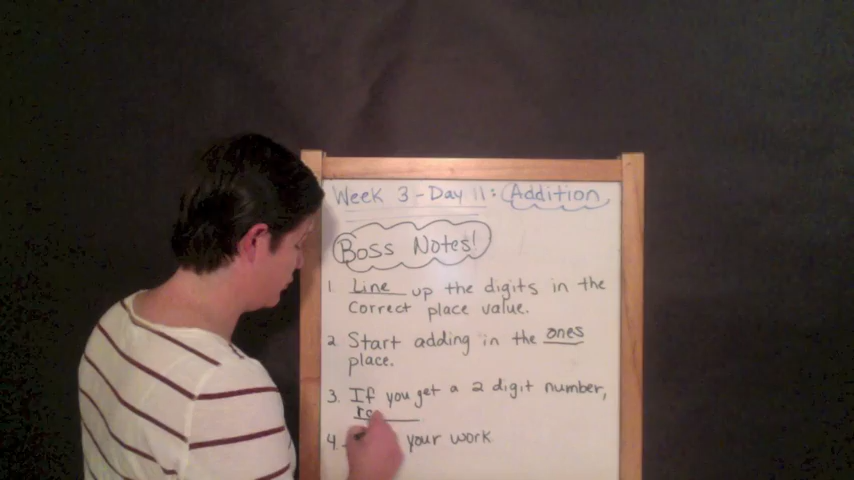 Week 3 - Day 11: Addition
Boss Notes!
1. Line up the digits in the
correct place value.
2. Start adding in the ones
place.
3. If you get a 2 digit number,
4. your work